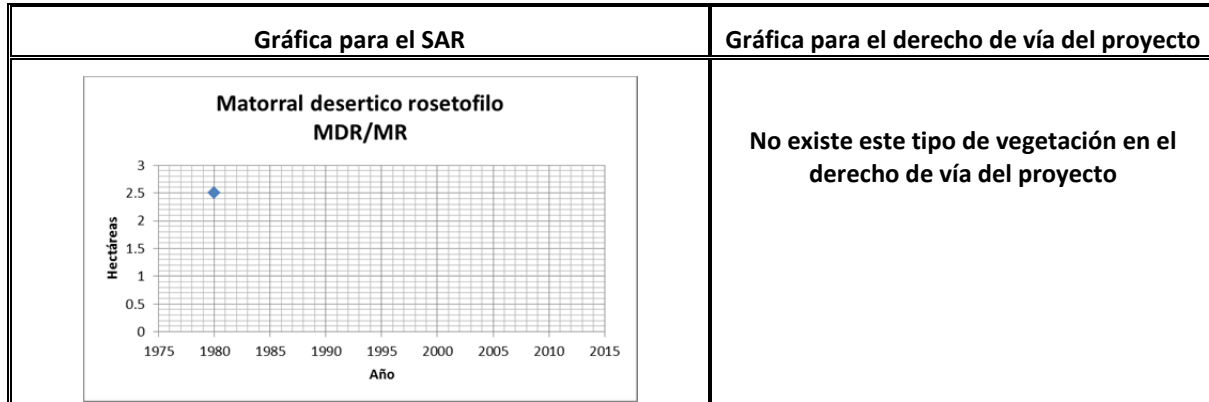 Gráfica para el SAR
Gráfica para el derecho de vía del proyecto
Matorral desertico rosetofilo
MDR/MR
3
2.5
2
1.5
1
0.5
0
Hectáreas
1975 1980 1985 1990 1995 2000 2005 2010 2015
Año
No existe este tipo de vegetación en el
derecho de vía del proyecto